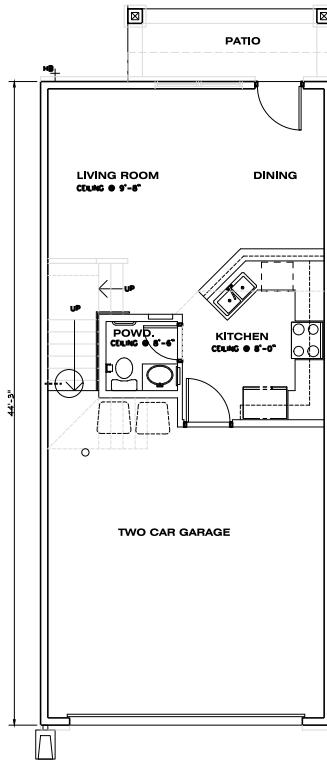 PATIO
HB
LIVING ROOM
CEILING @ 9'-8"
DINING
UP
UP
POWD.
CEILING @ 8'-6"
KITCHEN
CEILING @ 8'-0"
44'-3"
TWO CAR GARAGE